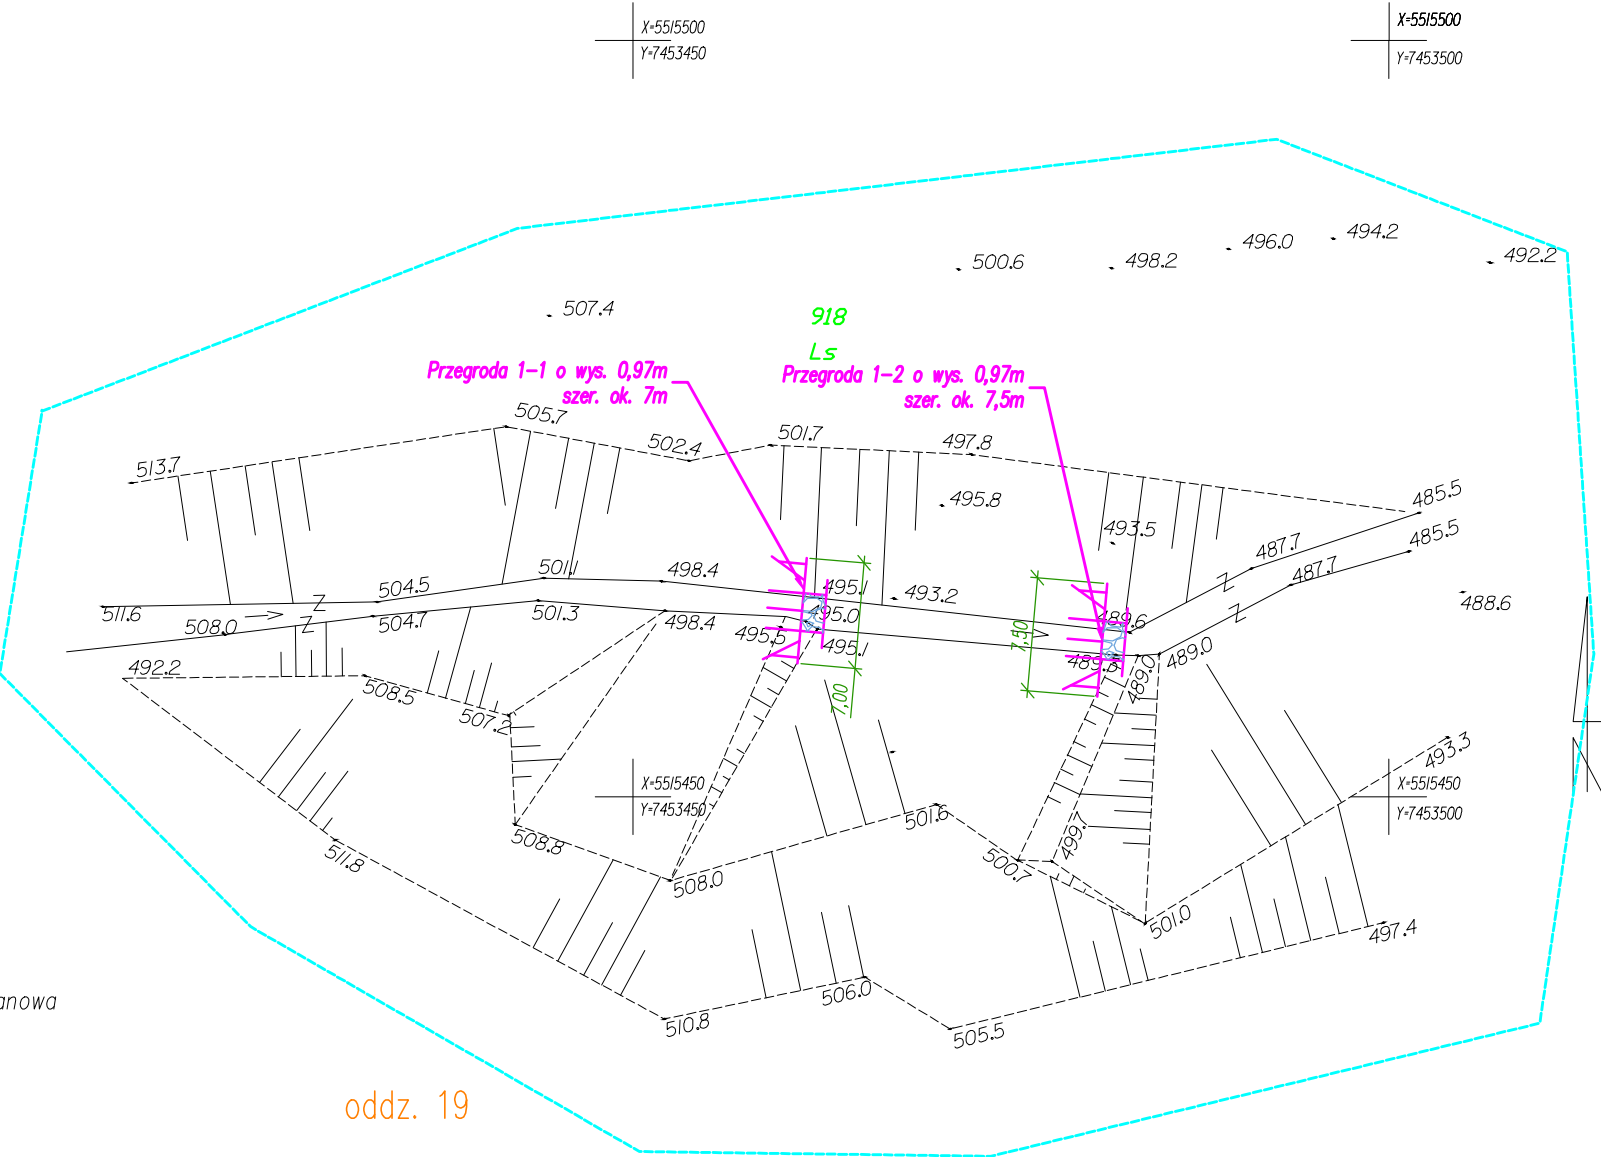 X=5515500
Y=7453450
X=5515500
Y=7453500
494.2
496.0
492.2
500.6
498.2
507.4
918
Ls
Przegroda 1-1 o wys. 0,97m
szer. ok. 7m
Przegroda 1-2 o wys. 0,97m
szer. ok. 7,5m
505.7
502.4
501.7
497.8
513.7
495.8
485.5
493.5
485.5
487.7
487.7
501.1
498.4
504.5
495.1
493.2
488.6
511.6
508.0
504.7
501.3
498.4
495.0
495.5
495.1
489.6
7,50
489.0
489.0
492.2
508.5
507.2
7,00
493.3
X=5515450
Y=7453450
X=5515450
Y=7453500
508.8
511.8
501.6
499.7
500.7
508.0
501.0
497.4
506.0
510.8
505.5
anowa
oddz. 19
Z
Z
Z
Z